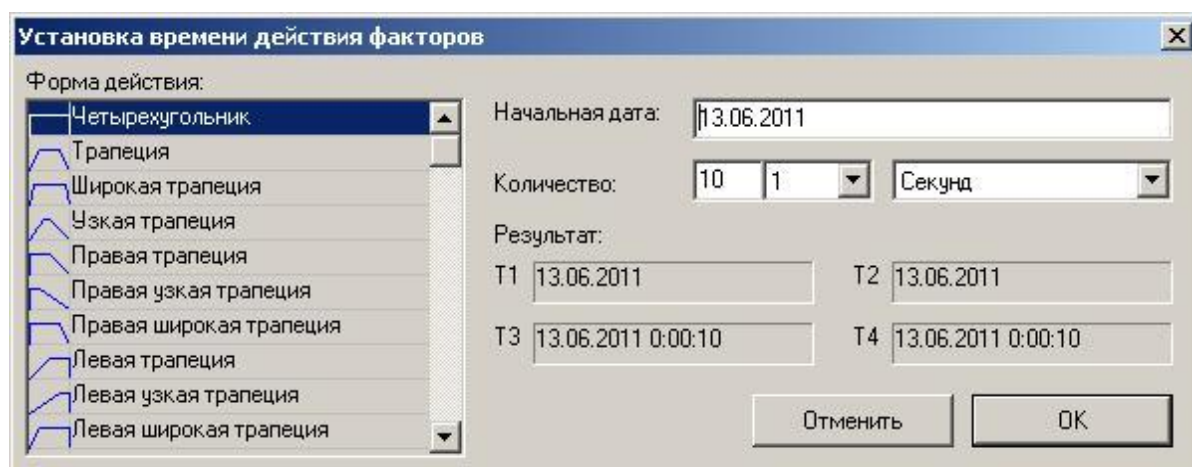 Установка времени действия факторов
Форма действия:
Четырехугольник
Трапеция
Широкая трапеция
Узкая трапеция
Правая трапеция
Правая узкая трапеция
Правая широкая трапеция
Левая трапеция
Левая узкая трапеция
Левая широкая трапеция
Начальная дата: 13.06.2011
Количество: 10 1 Секунд
Результат:
T1 13.06.2011 T2 13.06.2011
T3 13.06.2011 0:00:10 T4 13.06.2011 0:00:10
Отменить OK